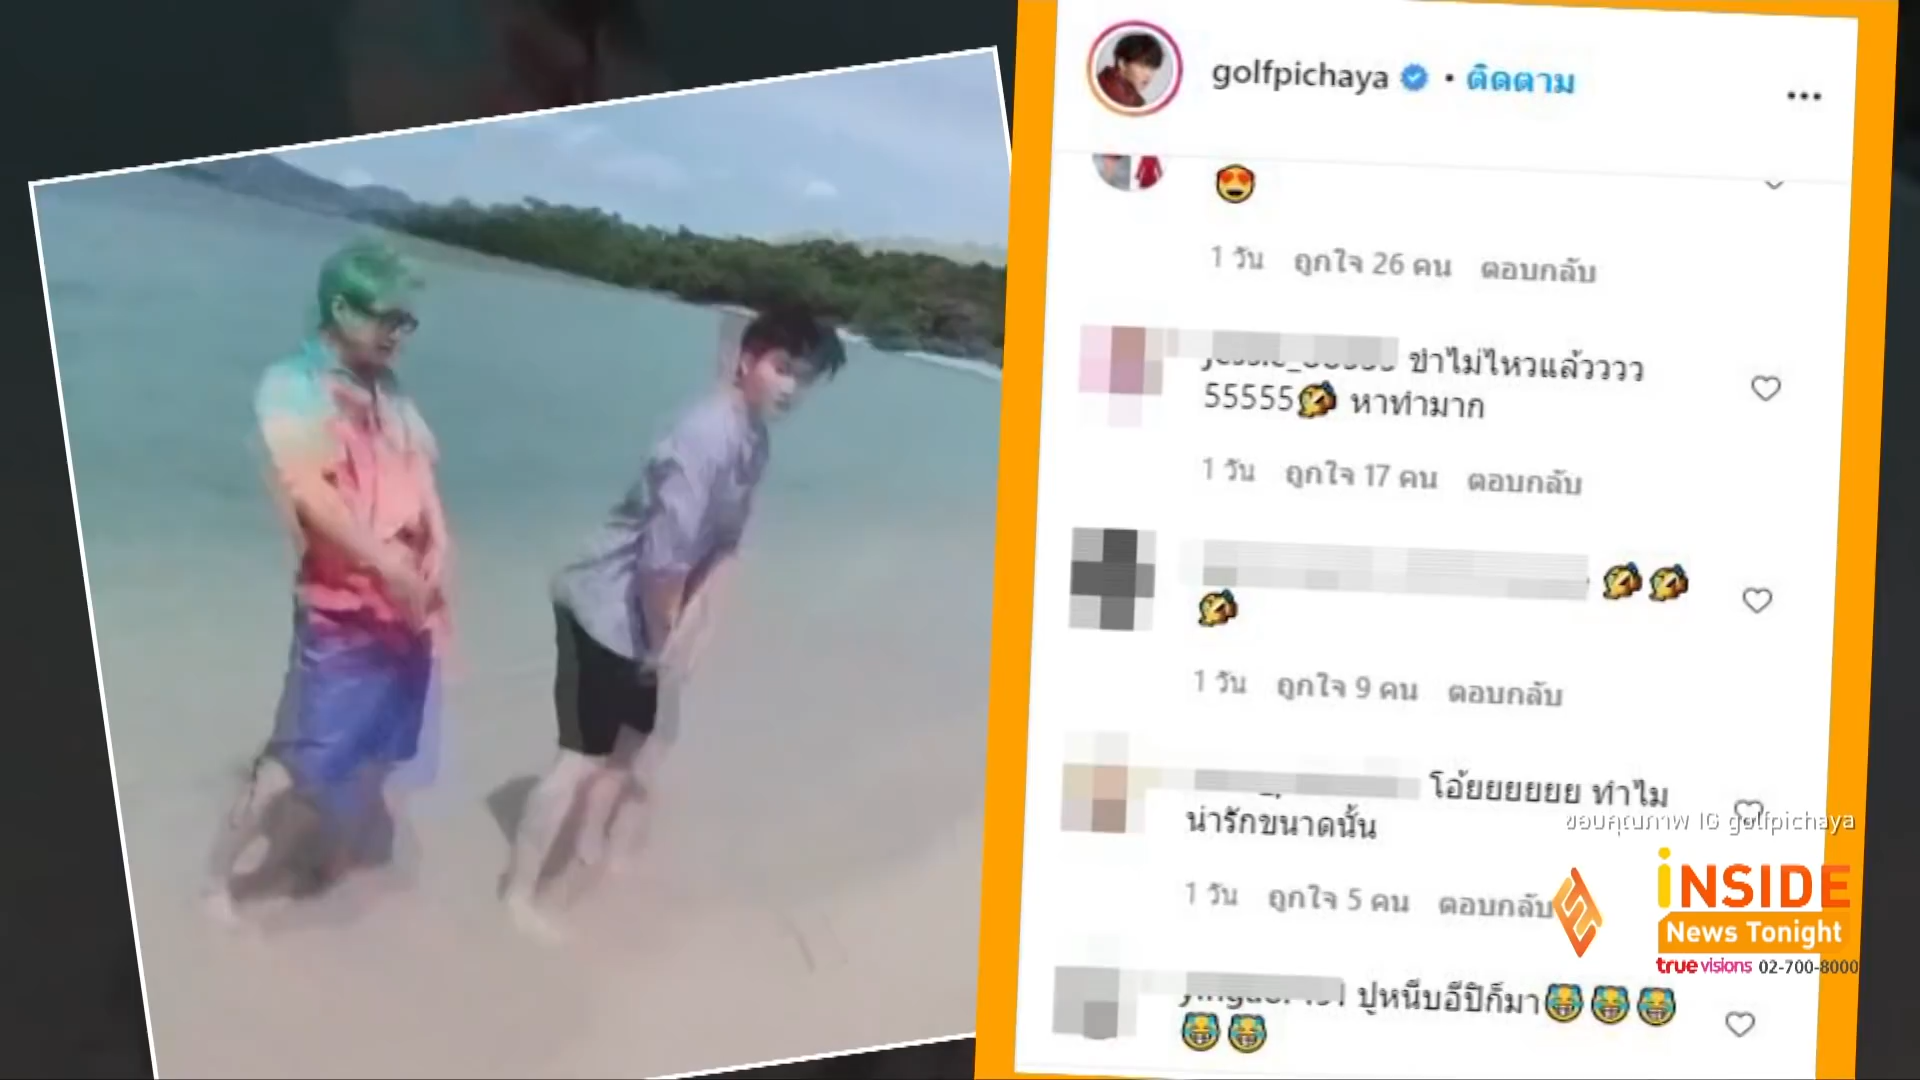 golfpichaya • ติดตาม
1 วัน ถูกใจ 26 คน ตอบกลับ
ขำไม่ไหวแล้วววว
55555 หาทำมาก
1 วัน ถูกใจ 17 คน ตอบกลับ
1 วัน ถูกใจ 9 คน ตอบกลับ
โอ้ยยยยยย ทำไม
น่ารักขนาดนั้น
ขอบคุณภาพ IG golfpichaya
1 วัน ถูกใจ 5 คน ตอบกลับ
iNSIDE
News Tonight
truevisions 02-700-8000
ปูหนีบอีปิก็มา